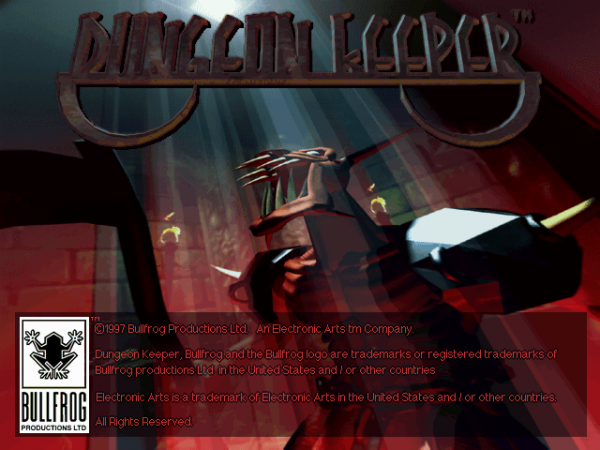 DUNGEON KEEPER™
™
©1997 Bullfrog Productions Ltd. An Electronic Arts tm Company.
Dungeon Keeper, Bullfrog and the Bullfrog logo are trademarks or registered trademarks of
Bullfrog productions Ltd in the United States and / or other countries
Electronic Arts is a trademark of Electronic Arts in the United States and / or other countries.
All Rights Reserved.
BULLFROG
PRODUCTIONS LTD